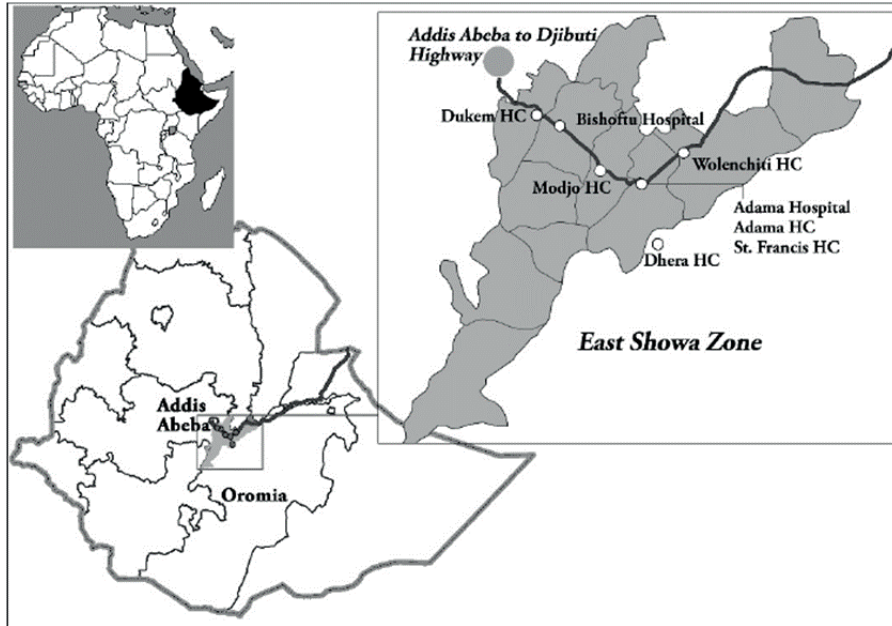 Addis Abeba to Djibuti
Highway
Dukem HC
Bishoftu Hospital
Wolenchiti HC
Modjo HC
Adama Hospital
Adama HC
St. Francis HC
Dhera HC
East Showa Zone
Addis
Abeba
Oromia